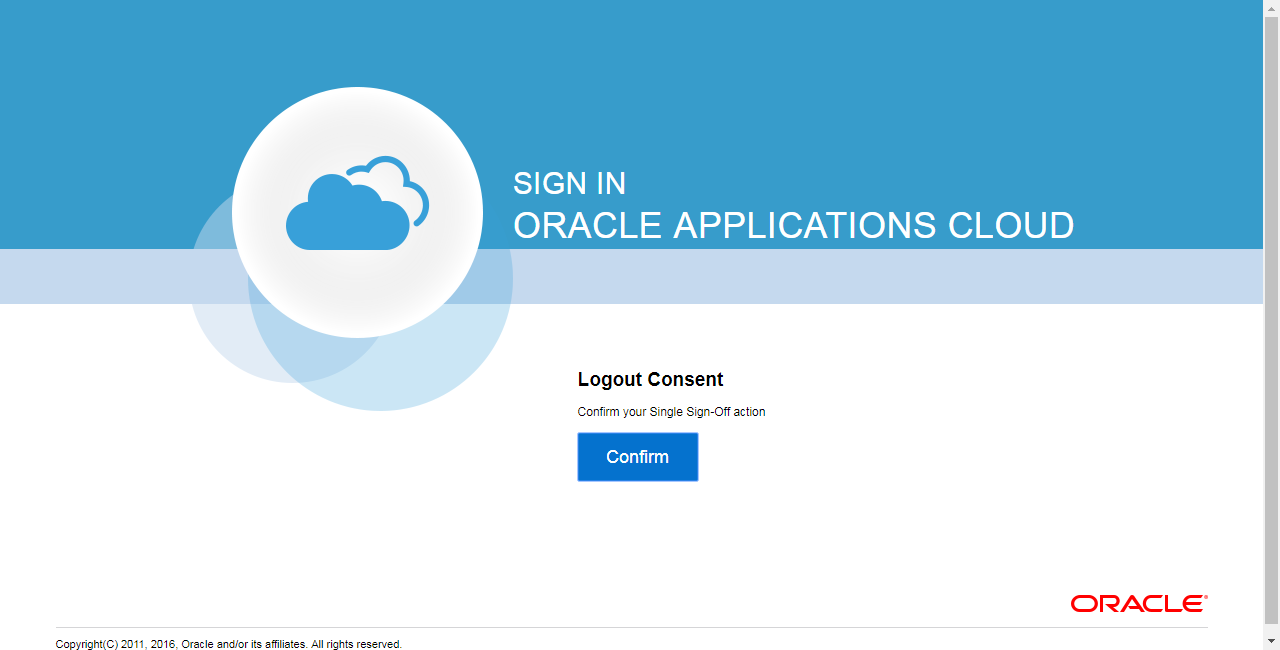 SIGN IN
ORACLE APPLICATIONS CLOUD
Logout Consent
Confirm your Single Sign-Off action
Confirm
ORACLE®
Copyright(C) 2011, 2016, Oracle and/or its affiliates. All rights reserved.